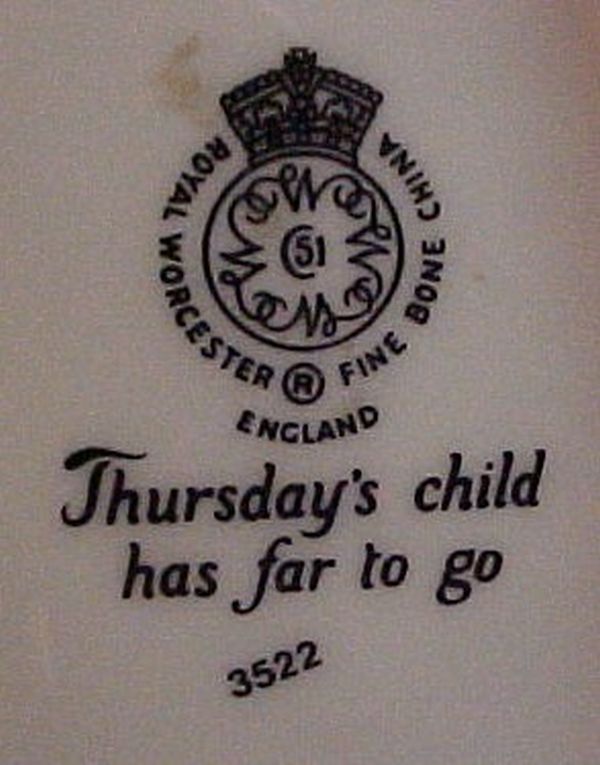 ROYAL WORCESTER ® FINE BONE CHINA
51
ENGLAND
Thursday's child
has far to go
3522